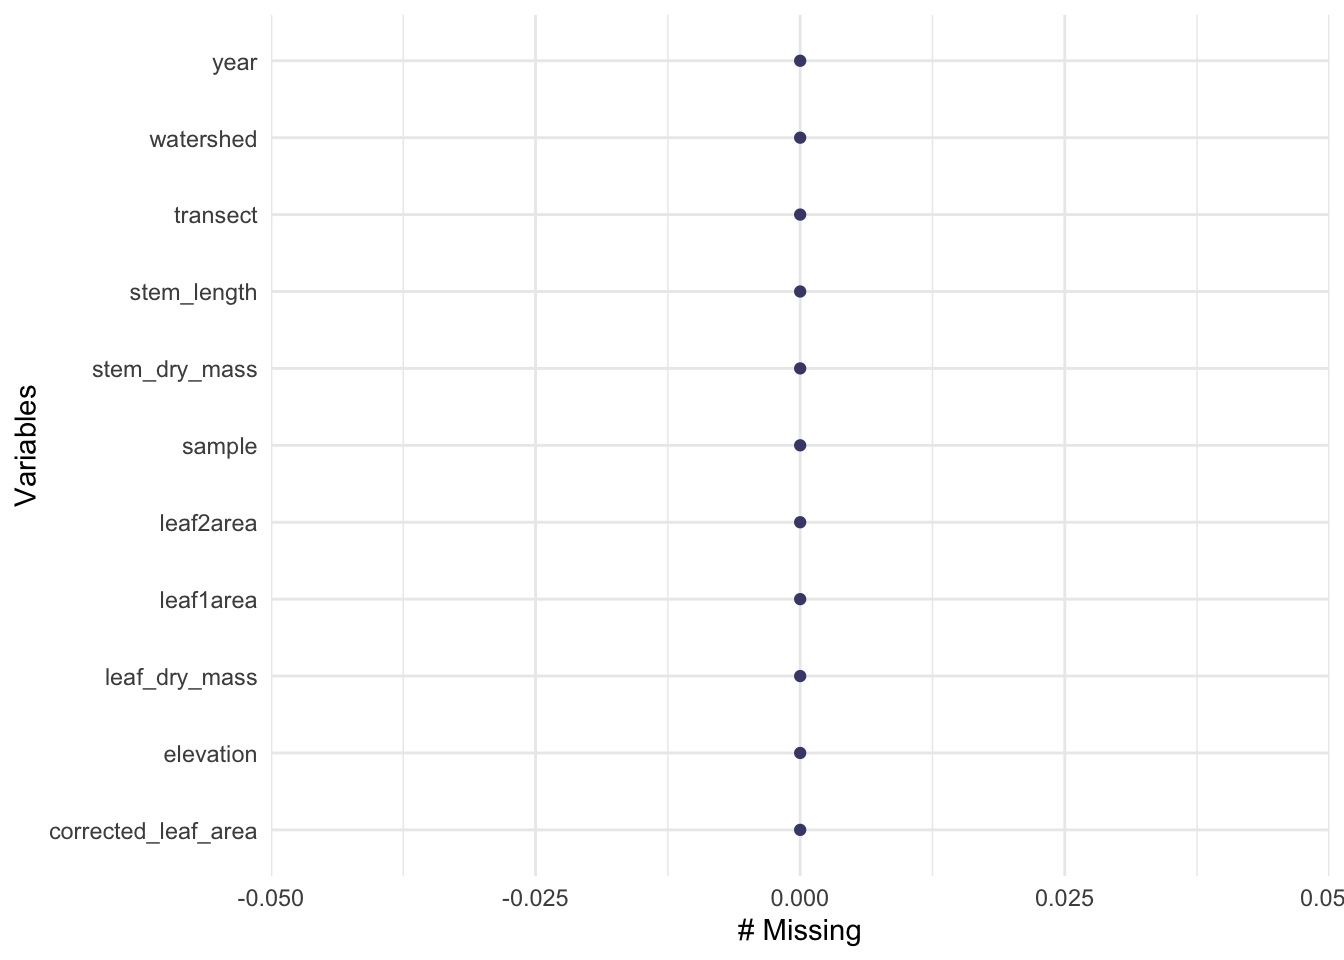 year
watershed
transect
stem_length
stem_dry_mass
sample
leaf2area
leaf1area
leaf_dry_mass
elevation
corrected_leaf_area
Variables
-0.050 -0.025 0.000 0.025 0.05
# Missing